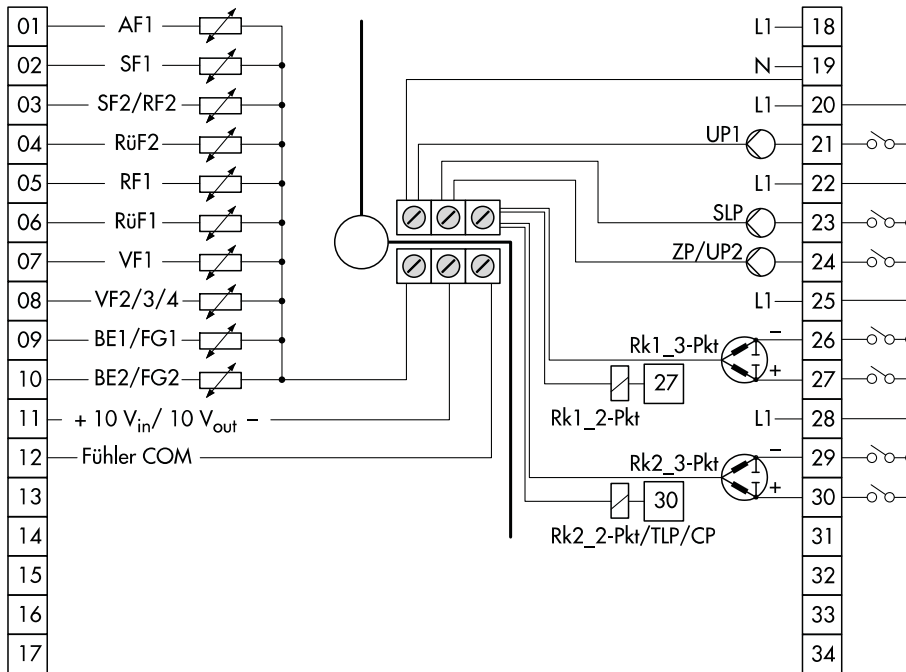 01 AF1
02 SF1
03 SF2/RF2
04 RüF2
05 RF1
06 RüF1
07 VF1
08 VF2/3/4
09 BE1/FG1
10 BE2/FG2
11 + 10 Vin/ 10 Vout -
12 Fühler COM
13
14
15
16
17
L1 18
N 19
L1 20
UP1 21
L1 22
SLP 23
ZP/UP2 24
L1 25
Rk1_3-Pkt - 26
+ 27
27
Rk1_2-Pkt
L1 28
Rk2_3-Pkt - 29
+ 30
30
Rk2_2-Pkt/TLP/CP
31
32
33
34